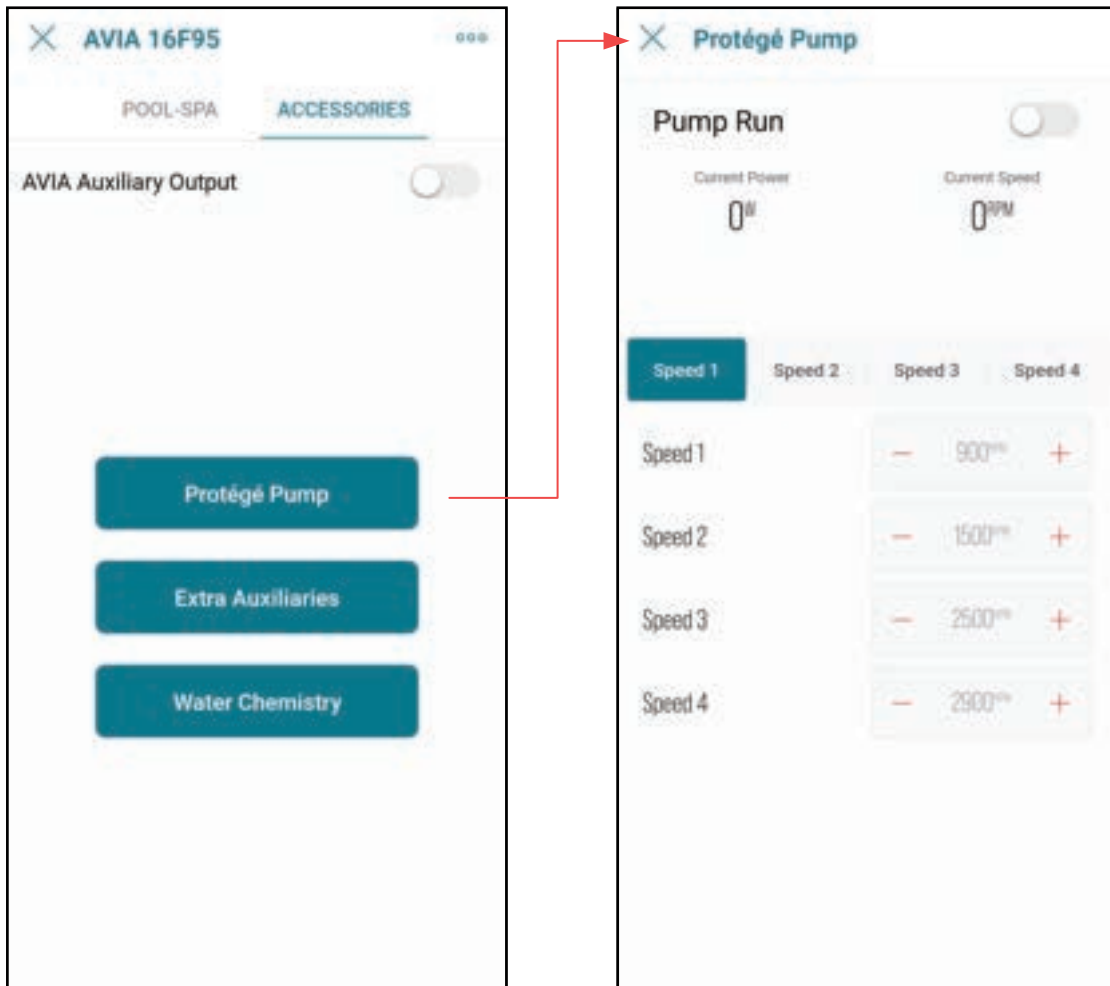 AVIA 16F95
POOL-SPA ACCESSORIES
AVIA Auxiliary Output
Protégé Pump
Extra Auxiliaries
Water Chemistry
Protégé Pump
Pump Run
Current Power Current Speed
0W 0RPM
Speed 1 Speed 2 Speed 3 Speed 4
Speed 1 − 900 +
Speed 2 − 1500 +
Speed 3 − 2500 +
Speed 4 − 2900 +